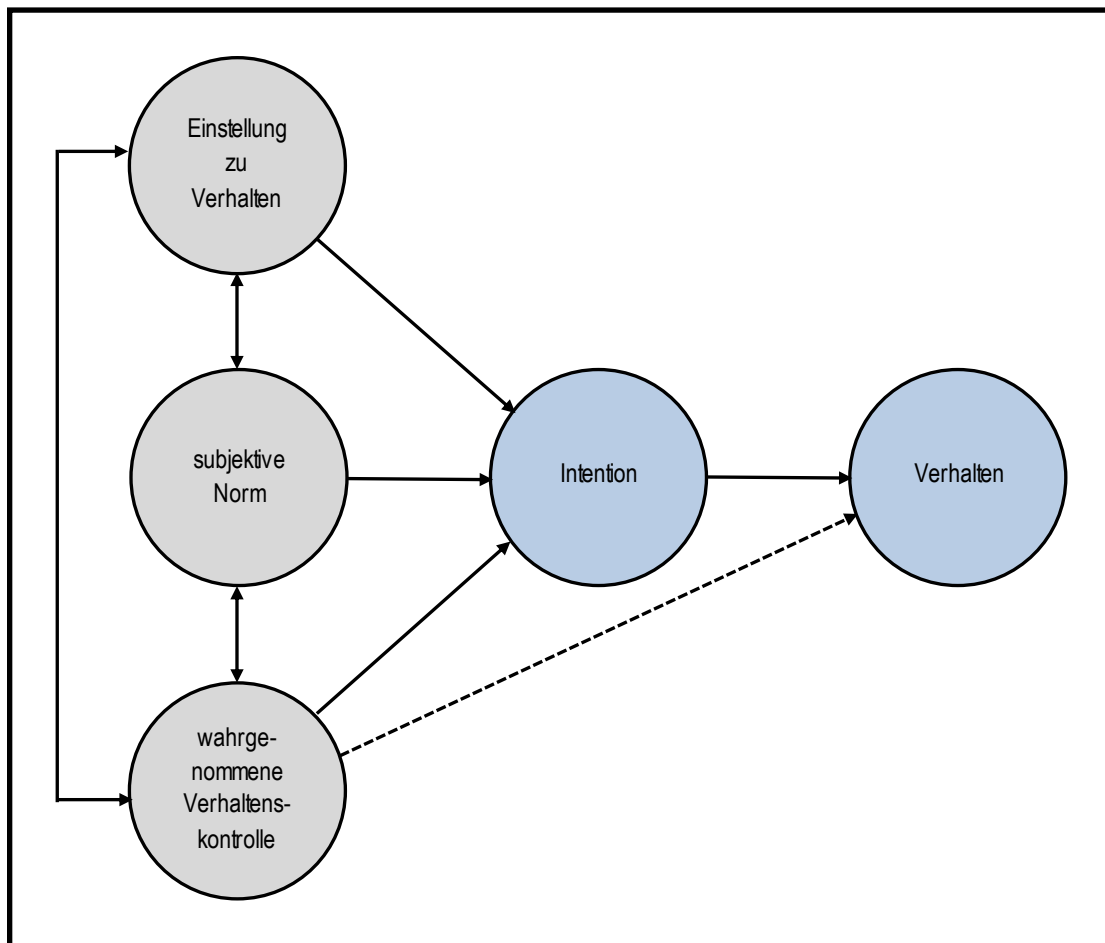 Einstellung
zu
Verhalten
subjektive
Norm
Intention
Verhalten
wahrge-
nommene
Verhaltens-
kontrolle